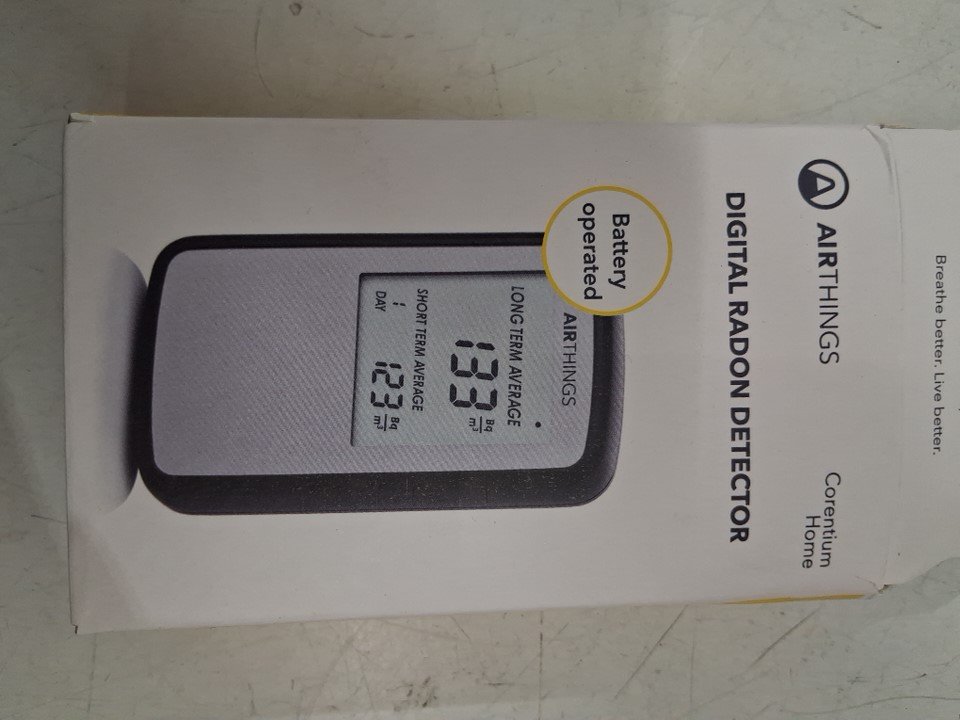 Breathe better. Live better.
AIRTHINGS
Corentium
Home
DIGITAL RADON DETECTOR
Battery
operated
AIRTHINGS
LONG TERM AVERAGE
133 Bq/m³
SHORT TERM AVERAGE
1 DAY
123 Bq/m³